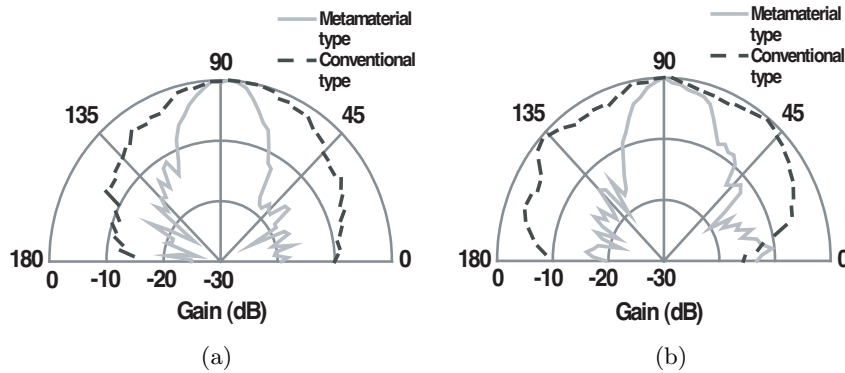 Metamaterial
type
Conventional
type
90
135
45
180
0
0
-10
-20
-30
Gain (dB)
(a)
Metamaterial
type
Conventional
type
90
135
45
180
0
0
-10
-20
-30
Gain (dB)
(b)